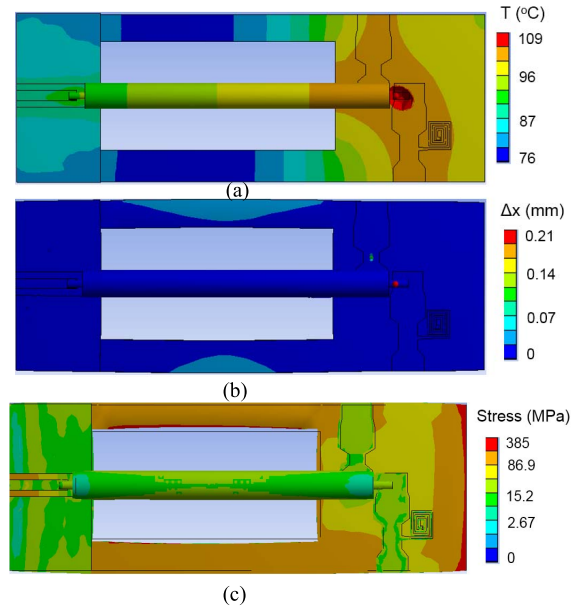 T (ºC)
109
96
87
76
(a)
Δx (mm)
0.21
0.14
0.07
0
(b)
Stress (MPa)
385
86.9
15.2
2.67
0
(c)